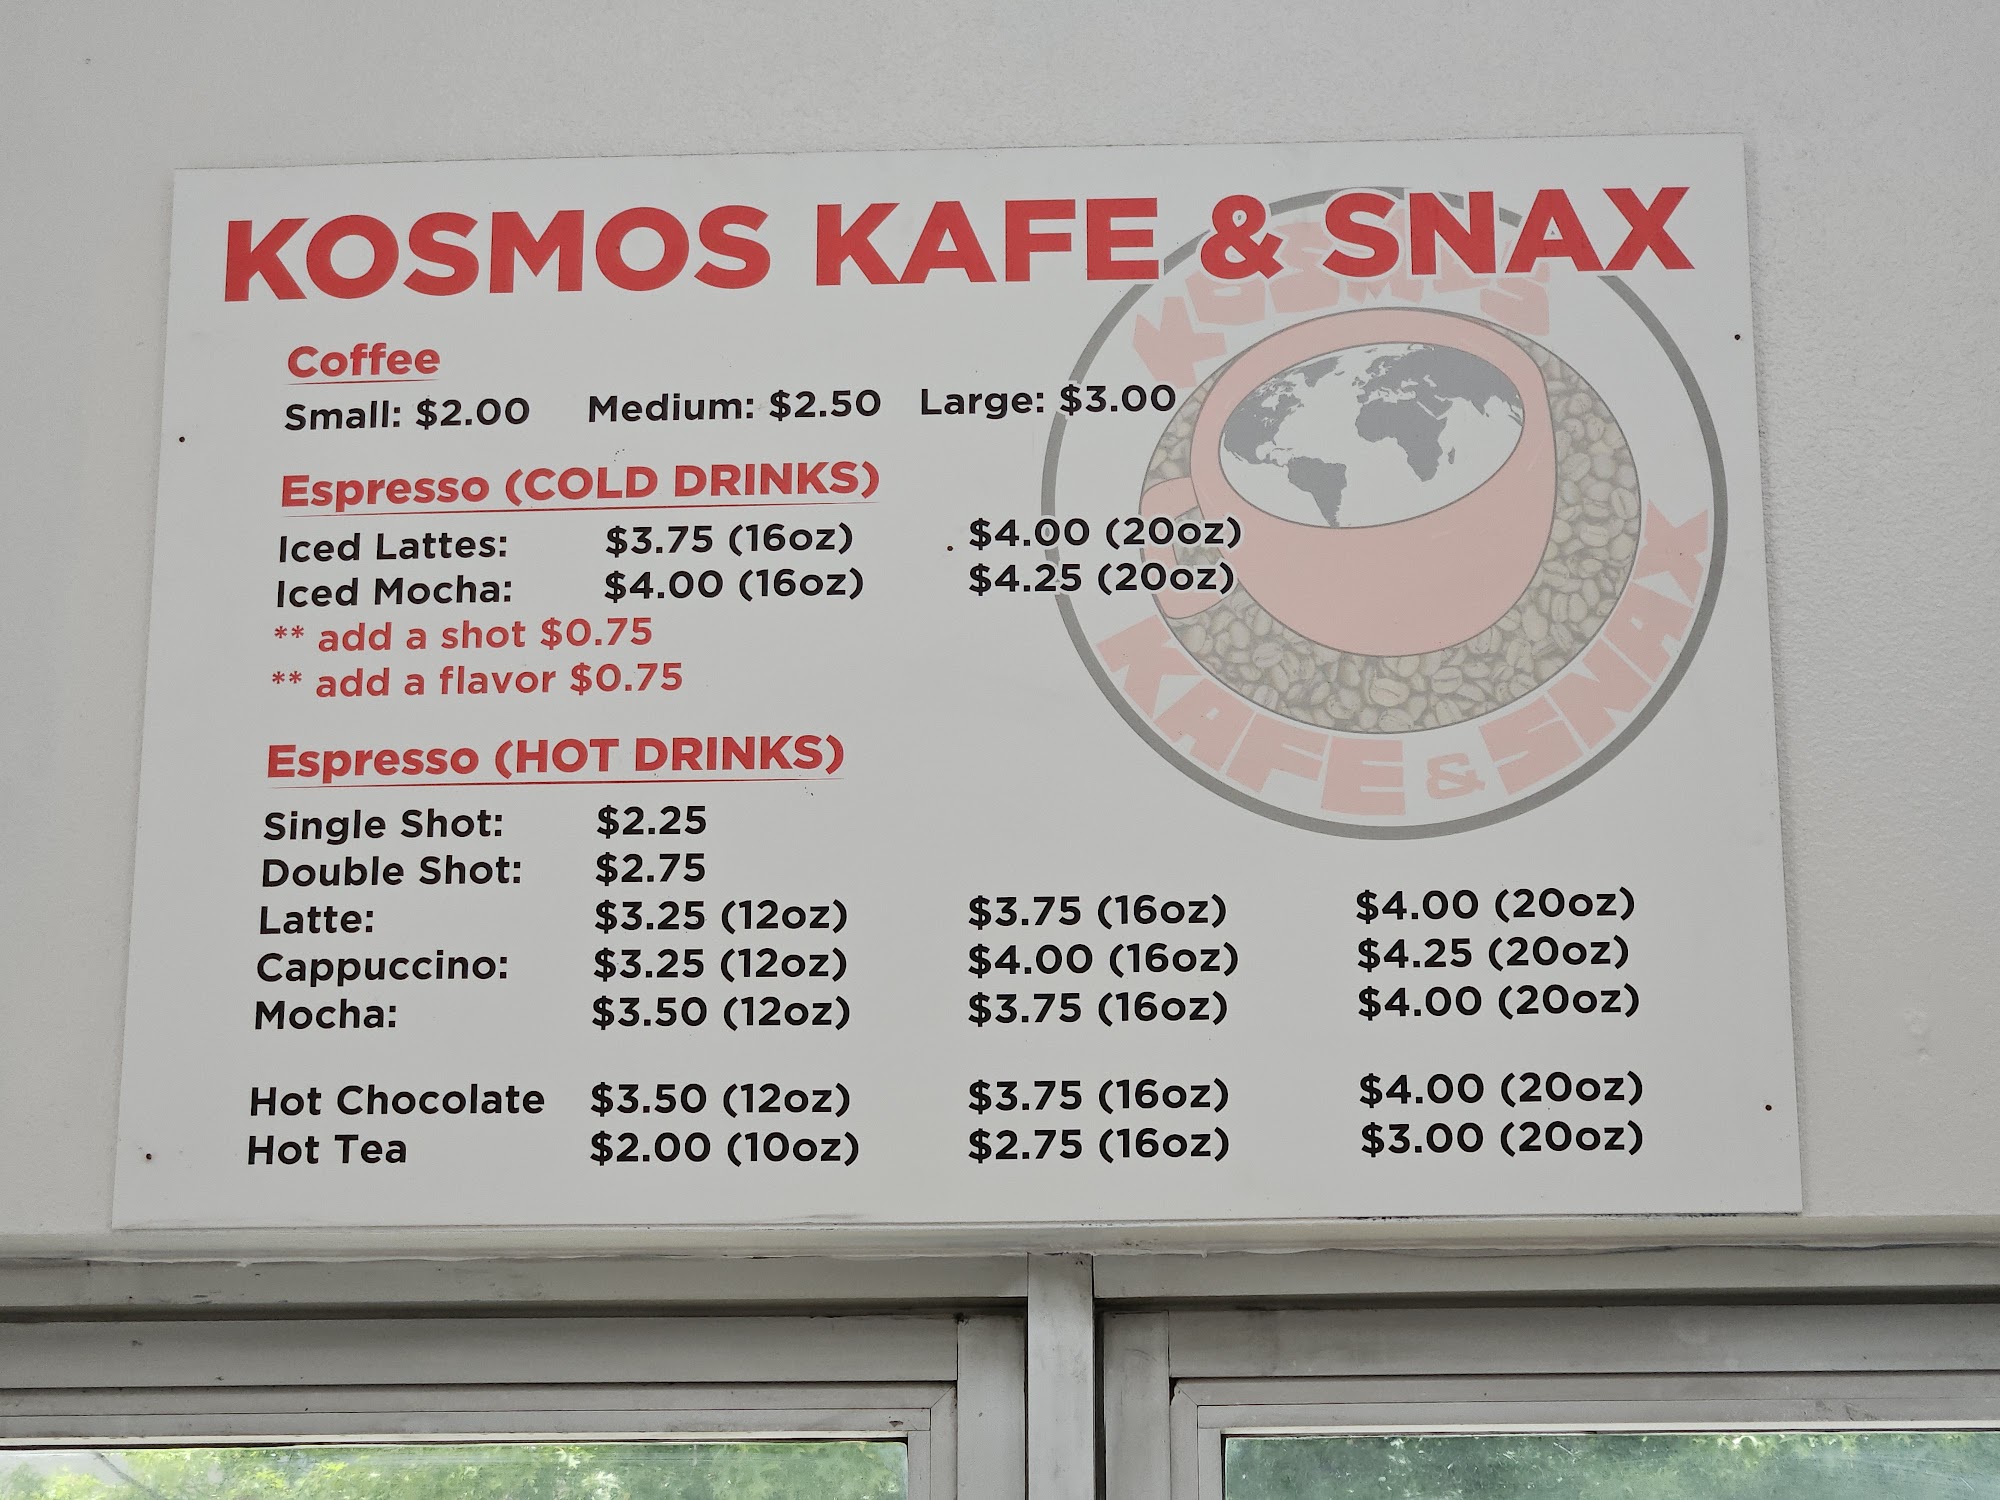 KOSMOS KAFE & SNAX
Coffee
Small: $2.00 Medium: $2.50 Large: $3.00
Espresso (COLD DRINKS)
Iced Lattes: $3.75 (16oz) $4.00 (20oz)
Iced Mocha: $4.00 (16oz) $4.25 (20oz)
** add a shot $0.75
** add a flavor $0.75
Espresso (HOT DRINKS)
Single Shot: $2.25
Double Shot: $2.75
Latte: $3.25 (12oz) $3.75 (16oz) $4.00 (20oz)
Cappuccino: $3.25 (12oz) $4.00 (16oz) $4.25 (20oz)
Mocha: $3.50 (12oz) $3.75 (16oz) $4.00 (20oz)
Hot Chocolate $3.50 (12oz) $3.75 (16oz) $4.00 (20oz)
Hot Tea $2.00 (10oz) $2.75 (16oz) $3.00 (20oz)
KOSMOS
KAFE & SNAX